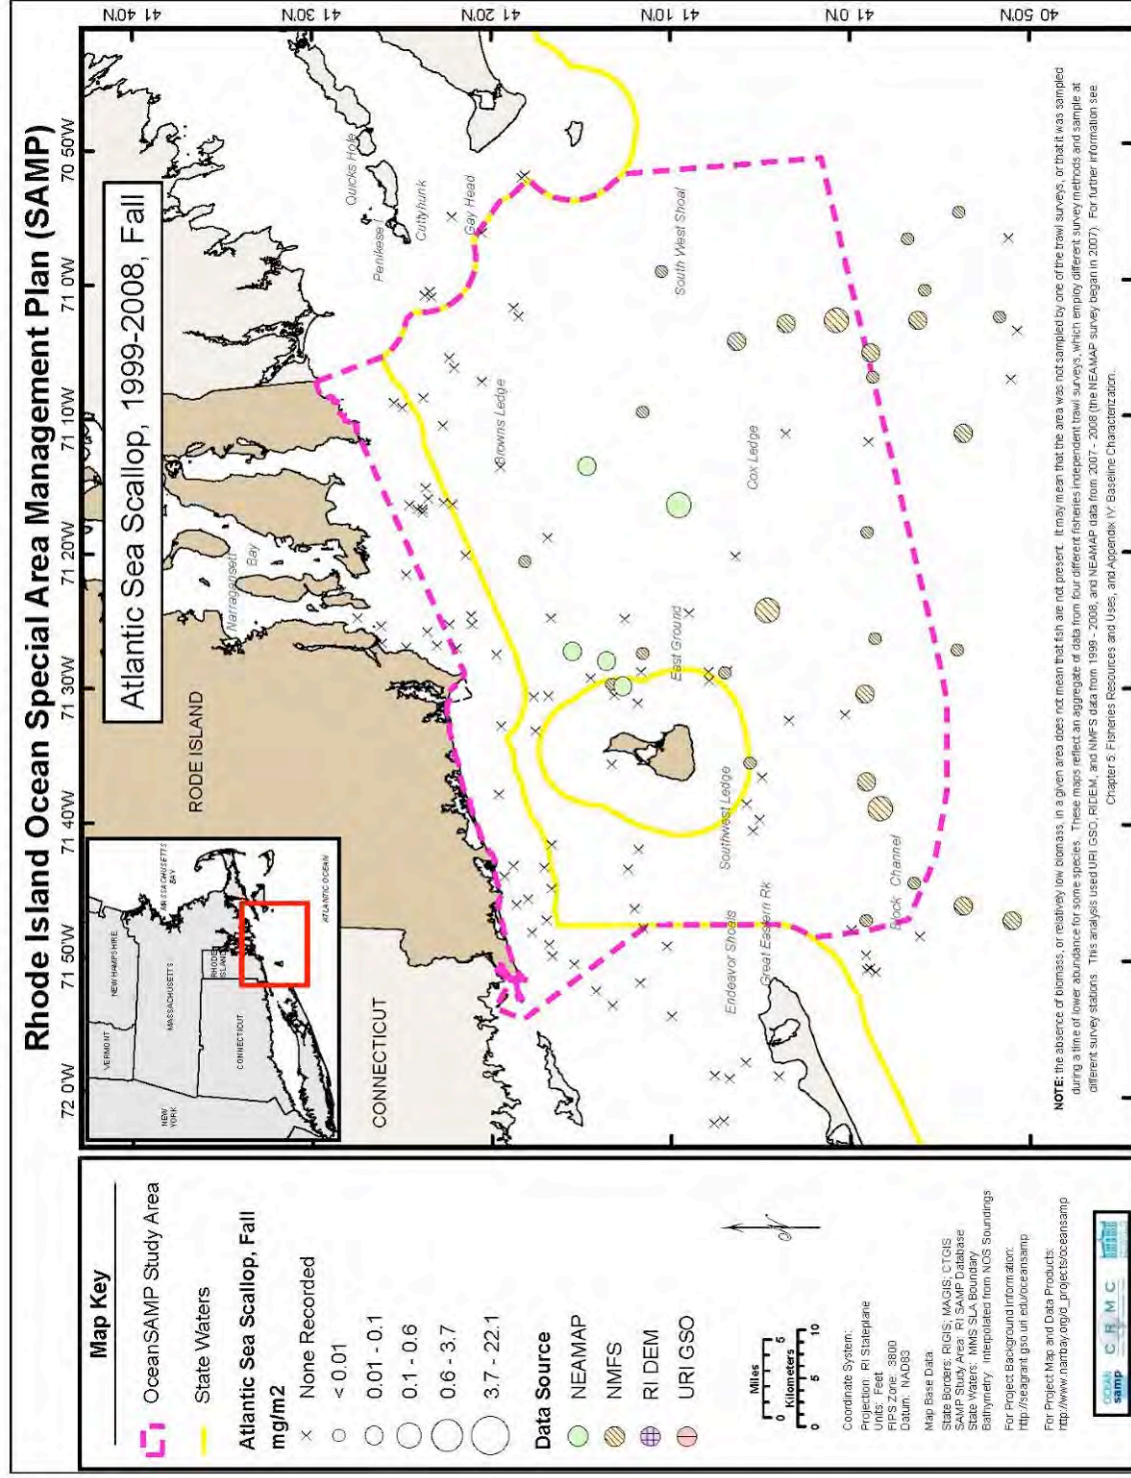 Rhode Island Ocean Special Area Management Plan (SAMP)
72 0'W
71 50'W
71 40'W
71 30'W
71 20'W
71 10'W
71 0'W
70 50'W
41 40'N
41 30'N
41 20'N
41 10'N
41 0'N
40 50'N
Atlantic Sea Scallop, 1999-2008, Fall
VERMONT
NEW HAMPSHIRE
MASSACHUSETTS
MASSACHUSETTS
BAY
NEW
YORK
CONNECTICUT
RHODE
ISLAND
ATLANTIC OCEAN
RODE ISLAND
CONNECTICUT
Narragansett
Bay
Quicks Hole
Penikese I
Cuttyhunk
Gay Head
Browns Ledge
South West Shoal
Cox Ledge
East Ground
Southwest Ledge
Endeavor Shoals
Great Eastern Rk
Block Channel
NOTE: the absence of biomass, or relatively low biomass, in a given area does not mean that fish are not present. It may mean that the area was not sampled by one of the trawl surveys, or that it was sampled
during a time of lower abundance for some species. These maps reflect an aggregate of data from four different fisheries independent trawl surveys, which employ different survey methods and sample at
different survey stations. This analysis used URI GSO, RIDEM, and NMFS data from 1999 - 2008, and NEAMAP data from 2007 - 2008 (the NEAMAP survey began in 2007). For further information see
Chapter 5: Fisheries Resources and Uses, and Appendix IV: Baseline Characterization.
Map Key
OceanSAMP Study Area
State Waters
Atlantic Sea Scallop, Fall
mg/m2
None Recorded
< 0.01
0.01 - 0.1
0.1 - 0.6
0.6 - 3.7
3.7 - 22.1
Data Source
NEAMAP
NMFS
RI DEM
URI GSO
N
Miles
0 5
Kilometers
0 5 10
Coordinate System:
Projection: RI Stateplane
Units: Feet
FIPS Zone: 3800
Datum: NAD83
Map Base Data:
State Borders: RIGIS; MAGIS; CTGIS
SAMP Study Area: RI SAMP Database
State Waters: MMS SLA Boundary
Bathymetry: Interpolated from NOS Soundings
For Project Background Information:
http://seagrant.gso.uri.edu/oceansamp
For Project Map and Data Products:
http://www.narrbay.org/d_projects/oceansamp
OCEAN
samp
C R M C